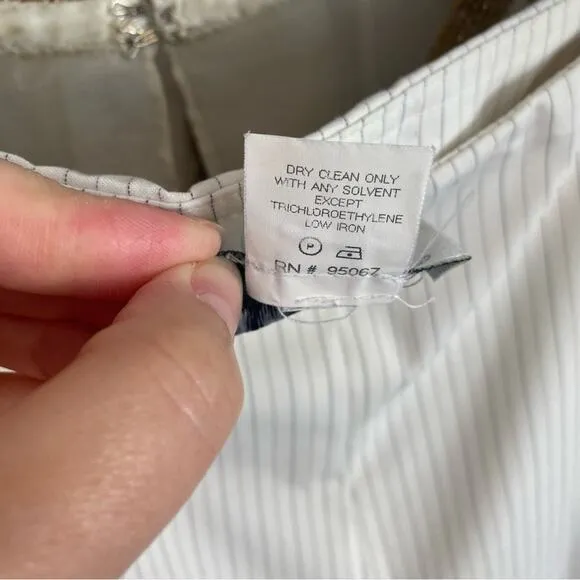 DRY CLEAN ONLY
WITH ANY SOLVENT
EXCEPT
TRICHLOROETHYLENE
LOW IRON
P
RN # 95067